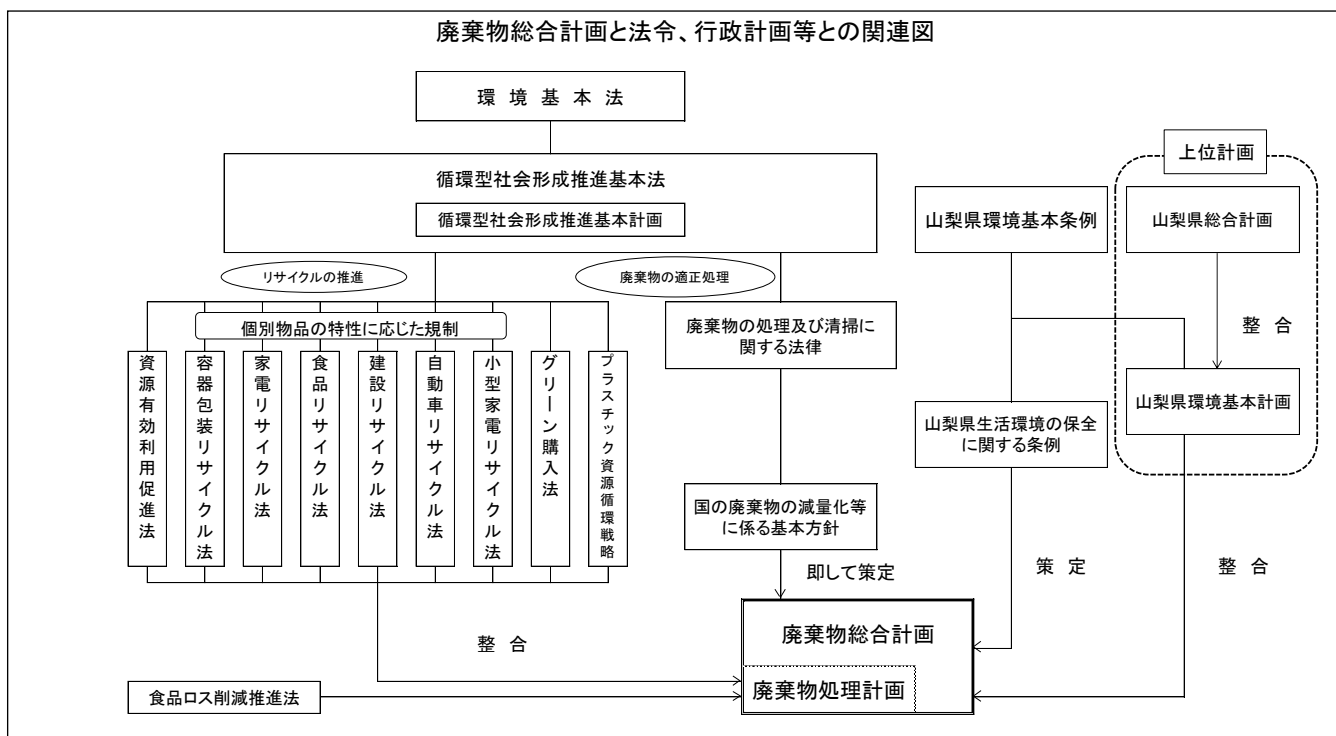 廃棄物総合計画と法令、行政計画等との関連図
環境基本法
上位計画
循環型社会形成推進基本法
循環型社会形成推進基本計画
山梨県環境基本条例
山梨県総合計画
リサイクルの推進
廃棄物の適正処理
個別物品の特性に応じた規制
廃棄物の処理及び清掃に
関する法律
整合
資源有効利用促進法
容器包装リサイクル法
家電リサイクル法
食品リサイクル法
建設リサイクル法
自動車リサイクル法
小型家電リサイクル法
グリーン購入法
プラスチック資源循環戦略
山梨県生活環境の保全
に関する条例
山梨県環境基本計画
国の廃棄物の減量化等
に係る基本方針
即して策定
策定
整合
整合
廃棄物総合計画
廃棄物処理計画
食品ロス削減推進法